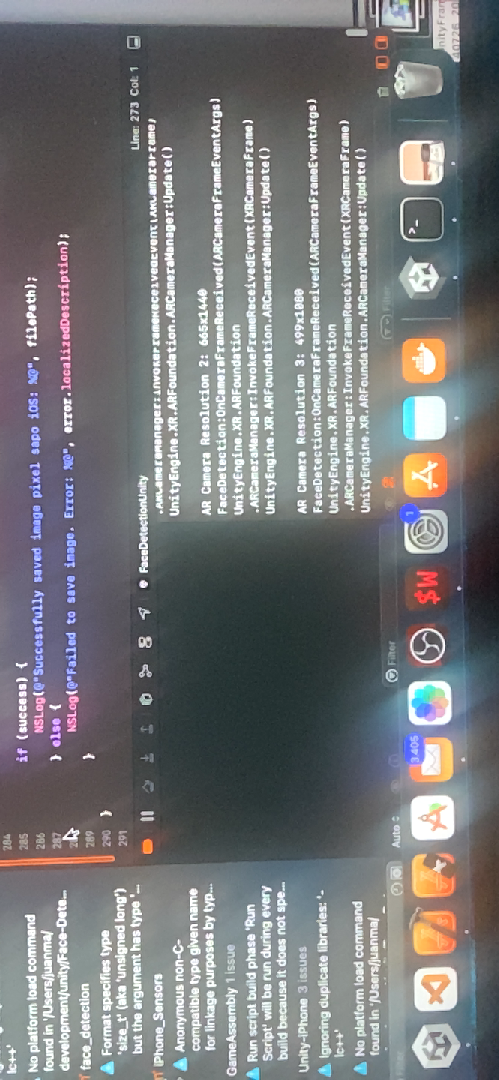 284
285 if (success) {
286 NSLog(@"Successfully saved image pixel sapo iOS: %@", filePath);
287 } else {
NSLog(@"Failed to save image. Error: %@", error.localizedDescription);
289 }
290 }
291
lc++'
No platform load command
found in '/Users/juanma/
development/unity/Face-Dete...
face_detection
Format specifies type
'size_t' (aka 'unsigned long')
but the argument has type '...
iPhone_Sensors
Anonymous non-C-
compatible type given name
for linkage purposes by typ...
GameAssembly 1 issue
Run script build phase 'Run
Script' will be run during every
build because it does not spe...
Unity-iPhone 3 issues
Ignoring duplicate libraries: '-
lc++'
No platform load command
found in '/Users/juanma/
FaceDetectionUnity
Line: 273 Col: 1
.ARCameraManager:InvokeFrameReceivedEvent(XRCameraFrame)
UnityEngine.XR.ARFoundation.ARCameraManager:Update()
AR Camera Resolution 2: 665x1440
FaceDetection:OnCameraFrameReceived(ARCameraFrameEventArgs)
UnityEngine.XR.ARFoundation
.ARCameraManager:InvokeFrameReceivedEvent(XRCameraFrame)
UnityEngine.XR.ARFoundation.ARCameraManager:Update()
AR Camera Resolution 3: 499x1080
FaceDetection:OnCameraFrameReceived(ARCameraFrameEventArgs)
UnityEngine.XR.ARFoundation
.ARCameraManager:InvokeFrameReceivedEvent(XRCameraFrame)
UnityEngine.XR.ARFoundation.ARCameraManager:Update()
Auto
Filter
Filter
3,405
$M
1
>_